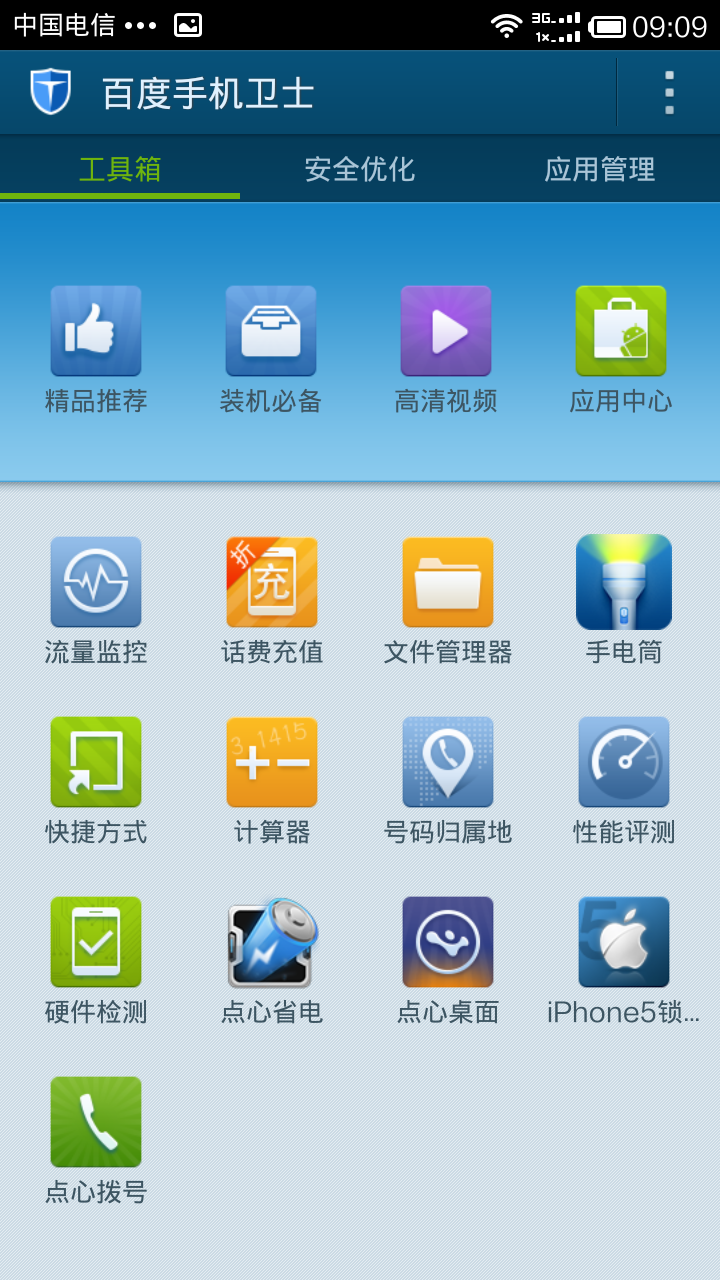 中国电信 ••• 3G 1× 09:09
百度手机卫士
工具箱 安全优化 应用管理
精品推荐 装机必备 高清视频 应用中心
折 充
流量监控 话费充值 文件管理器 手电筒
3.1415
快捷方式 计算器 号码归属地 性能评测
5
硬件检测 点心省电 点心桌面 iPhone5锁...
点心拨号